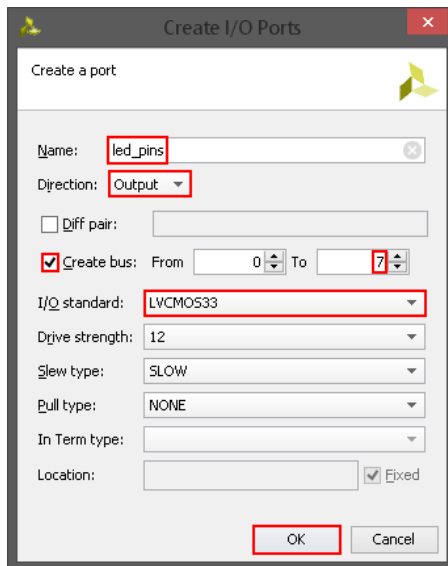 Create I/O Ports
Create a port
Name: led_pins
Direction: Output
Diff pair:
Create bus: From 0 To 7
I/O standard: LVCMOS33
Drive strength: 12
Slew type: SLOW
Pull type: NONE
In Term type:
Location: Fixed
OK Cancel